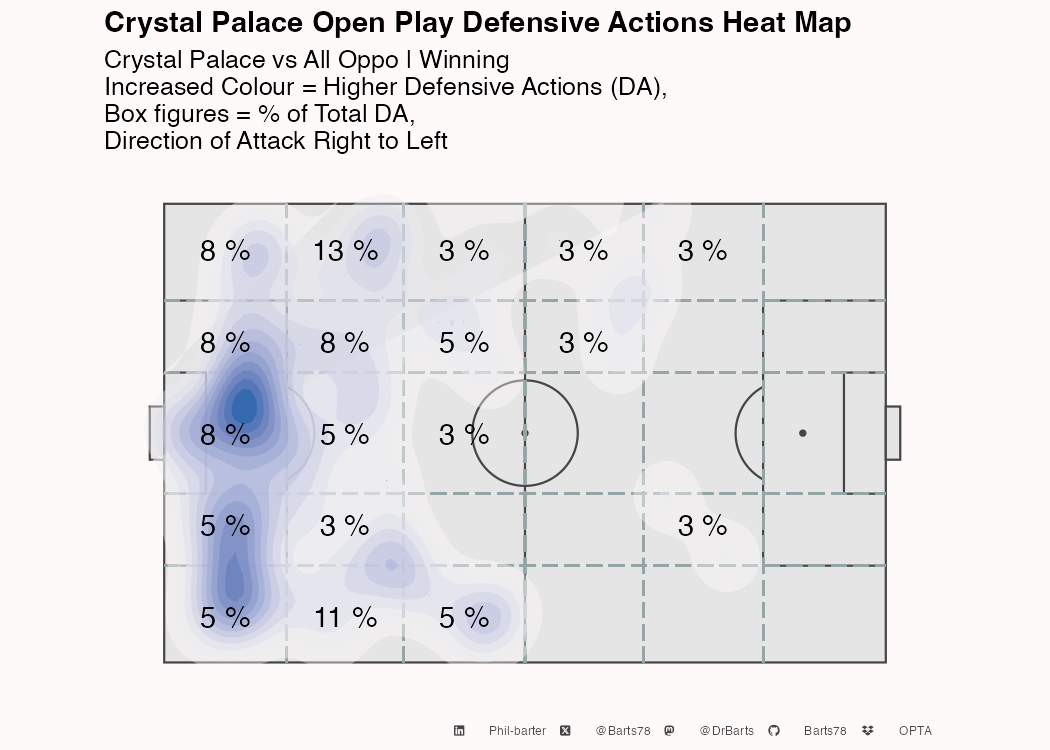 Crystal Palace Open Play Defensive Actions Heat Map
Crystal Palace vs All Oppo | Winning
Increased Colour = Higher Defensive Actions (DA),
Box figures = % of Total DA,
Direction of Attack Right to Left
8 % 13 % 3 % 3 % 3 %
8 % 8 % 5 % 3 %
8 % 5 % 3 %
5 % 3 % 3 %
5 % 11 % 5 %
Phil-barter @Barts78 @DrBarts Barts78 OPTA